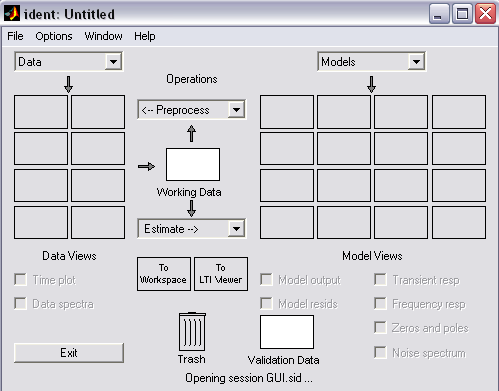 ident: Untitled
File Options Window Help
Data
Models
Operations
<-- Preprocess
Working Data
Estimate -->
Data Views
Model Views
To
Workspace
To
LTI Viewer
Time plot
Data spectra
Model output
Model resids
Transient resp
Frequency resp
Zeros and poles
Noise spectrum
Exit
Trash
Validation Data
Opening session GUI.sid ...